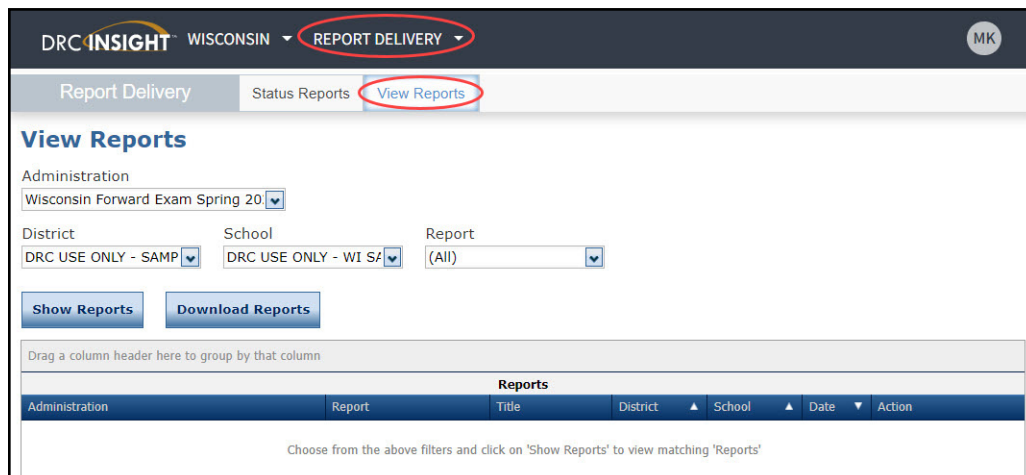 DRC INSIGHT™ WISCONSIN REPORT DELIVERY MK
Report Delivery Status Reports View Reports
View Reports
Administration
Wisconsin Forward Exam Spring 20
District School Report
DRC USE ONLY - SAMP DRC USE ONLY - WI SA (All)
Show Reports Download Reports
Drag a column header here to group by that column
Reports
Administration Report Title District School Date Action
Choose from the above filters and click on 'Show Reports' to view matching 'Reports'